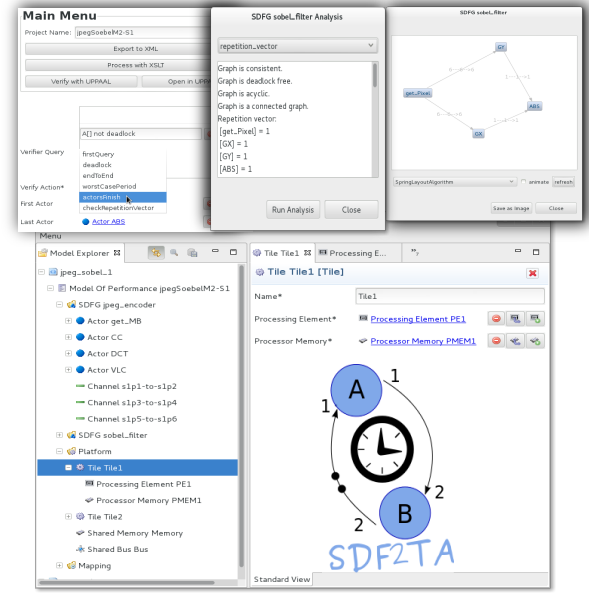 Main Menu
Project Name: jpegSoebelM2-S1
Export to XML
Process with XSLT
Verify with UPPAAL
Open in UPPA
A[] not deadlock
Verifier Query
firstQuery
deadlock
endToEnd
worstCasePeriod
actorsFinish
checkRepetitionVector
Verify Action*
First Actor
Last Actor
Actor ABS
SDFG sobel_filter Analysis
repetition_vector
Graph is consistent.
Graph is deadlock free.
Graph is acyclic.
Graph is a connected graph.
Repetition vector:
[get_Pixel] = 1
[GX] = 1
[GY] = 1
[ABS] = 1
Run Analysis
Close
SDFG sobel_filter
GY
get_Pixel
ABS
GX
SpringLayoutAlgorithm
animate
refresh
Save as Image
Close
Menu
Model Explorer
jpeg_sobel_1
Model Of Performance jpegSoebelM2-S1
SDFG jpeg_encoder
Actor get_MB
Actor CC
Actor DCT
Actor VLC
Channel s1p1-to-s1p2
Channel s1p3-to-s1p4
Channel s1p5-to-s1p6
SDFG sobel_filter
Platform
Tile Tile1
Processing Element PE1
Processor Memory PMEM1
Tile Tile2
Shared Memory Memory
Shared Bus Bus
Mapping
Tile Tile1
Processing E...
Tile Tile1 [Tile]
Name*
Tile1
Processing Element*
Processing Element PE1
Processor Memory*
Processor Memory PMEM1
A
1
1
2
B
2
SDF2TA
Standard View